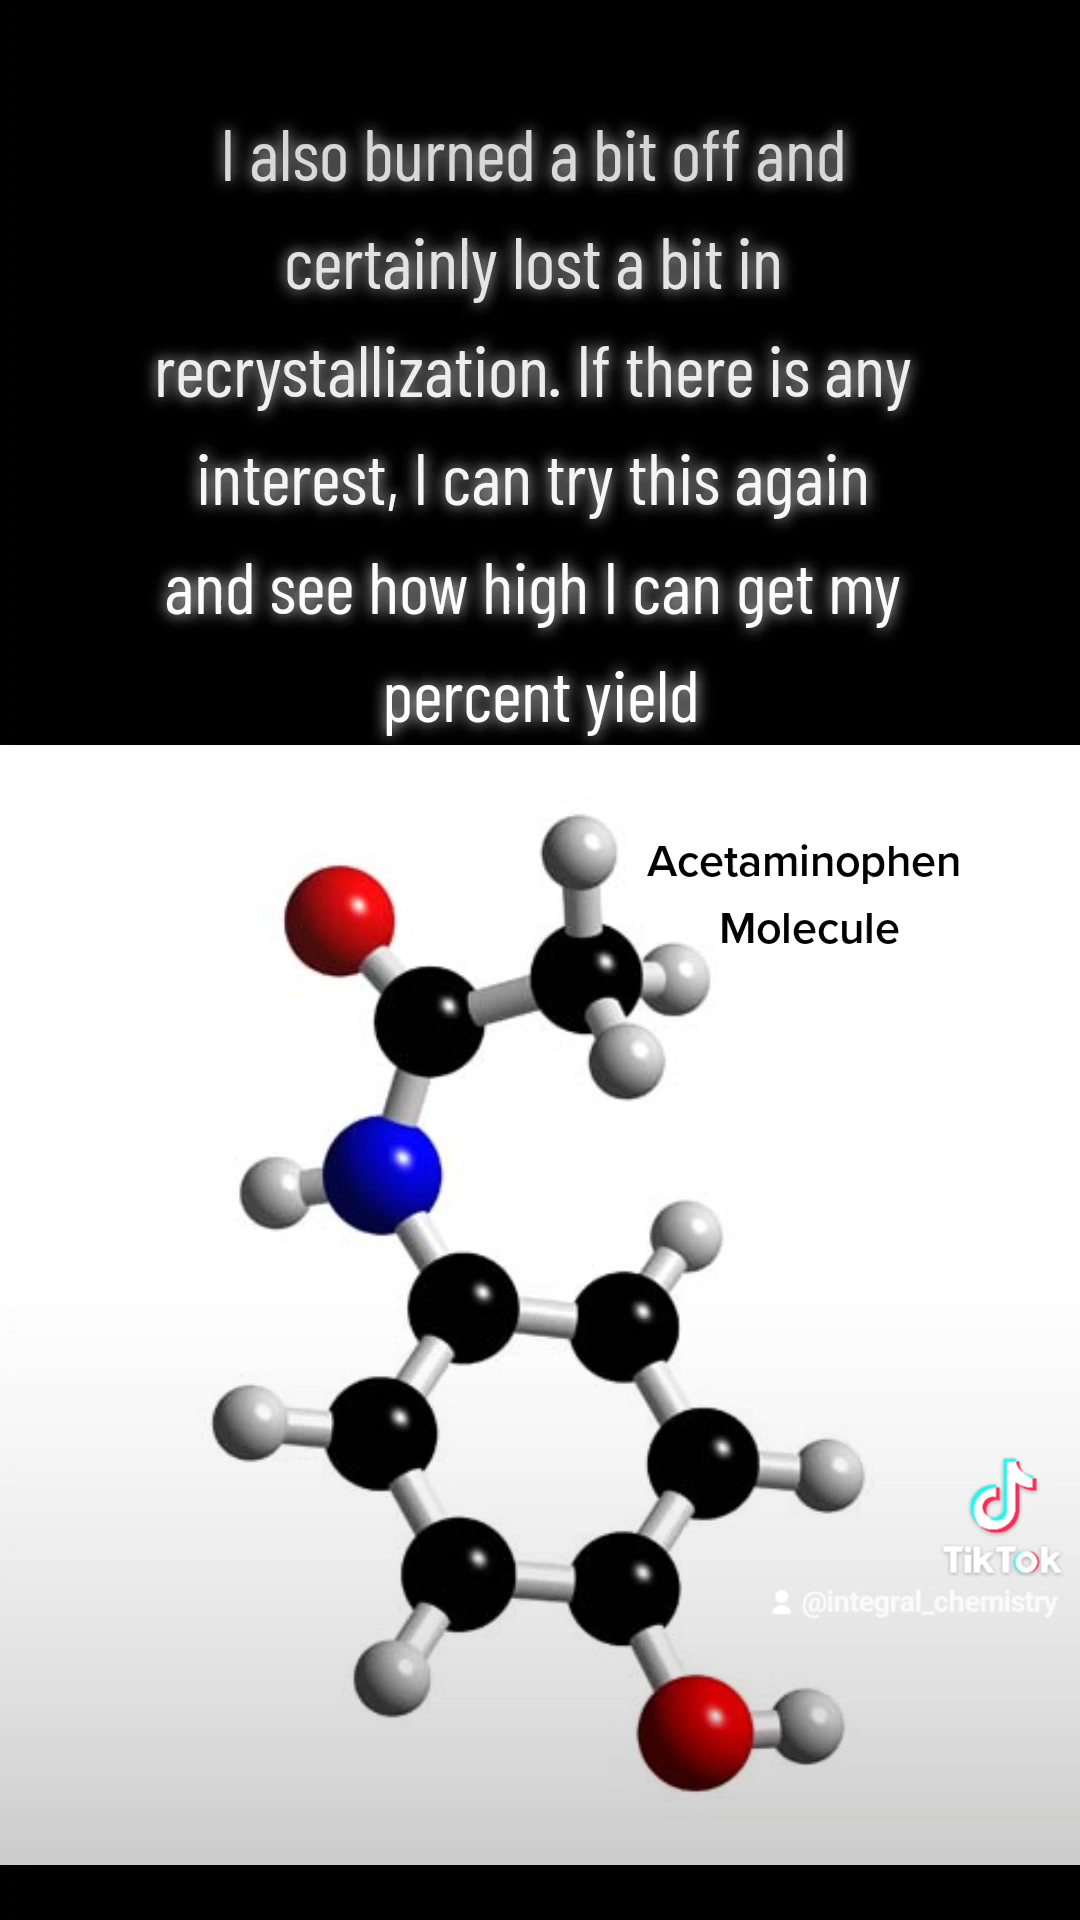 I also burned a bit off and
certainly lost a bit in
recrystallization. If there is any
interest, I can try this again
and see how high I can get my
percent yield
Acetaminophen
Molecule
TikTok
@integral_chemistry